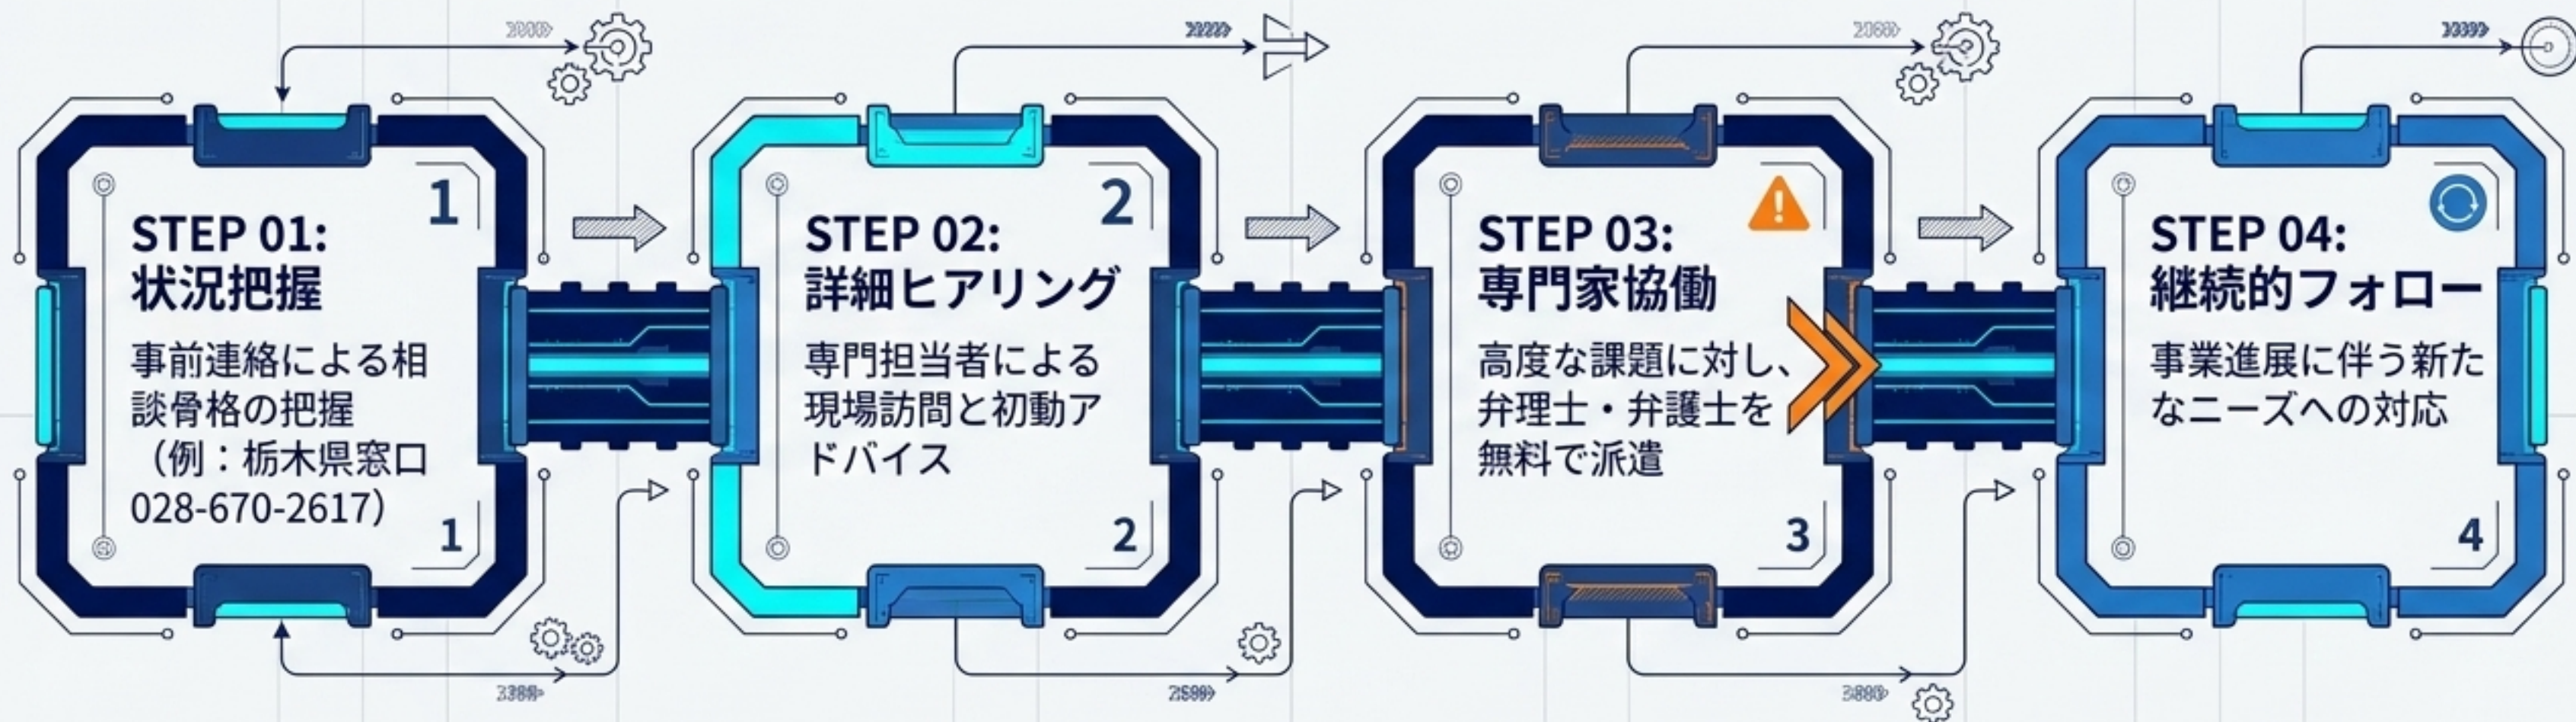 1
STEP 01:
状況把握
事前連絡による相
談骨格の把握
（例：栃木県窓口
028-670-2617）
1
2
STEP 02:
詳細ヒアリング
専門担当者による
現場訪問と初動ア
ドバイス
2
STEP 03:
専門家協働
高度な課題に対し、
弁理士・弁護士を
無料で派遣
3
STEP 04:
継続的フォロー
事業進展に伴う新た
なニーズへの対応
4